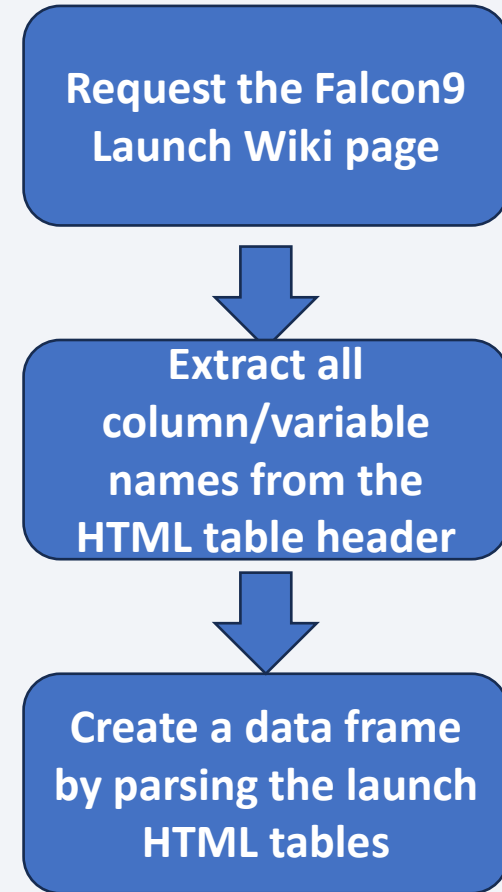 Request the Falcon9
Launch Wiki page
Extract all
column/variable
names from the
HTML table header
Create a data frame
by parsing the launch
HTML tables